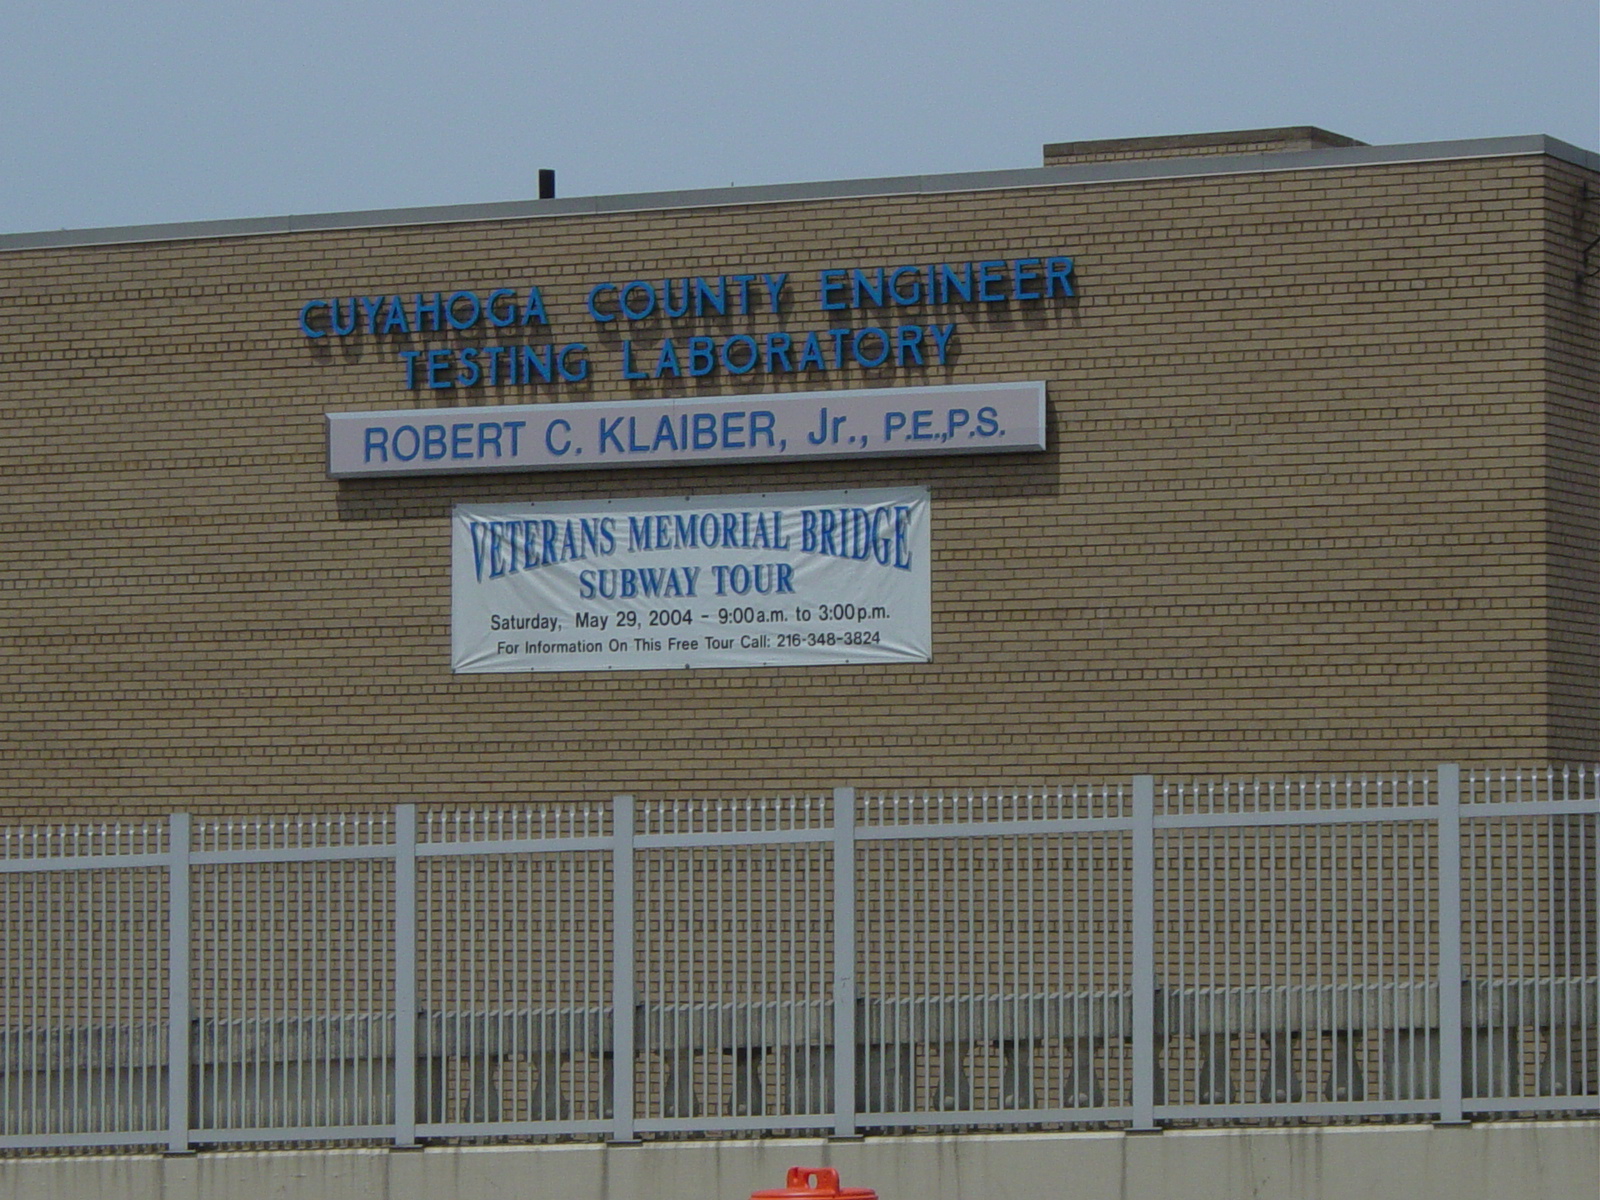 CUYAHOGA COUNTY ENGINEER
TESTING LABORATORY
ROBERT C. KLAIBER, Jr., P.E.,P.S.
VETERANS MEMORIAL BRIDGE
SUBWAY TOUR
Saturday, May 29, 2004 - 9:00a.m. to 3:00p.m.
For Information On This Free Tour Call: 216-348-3824